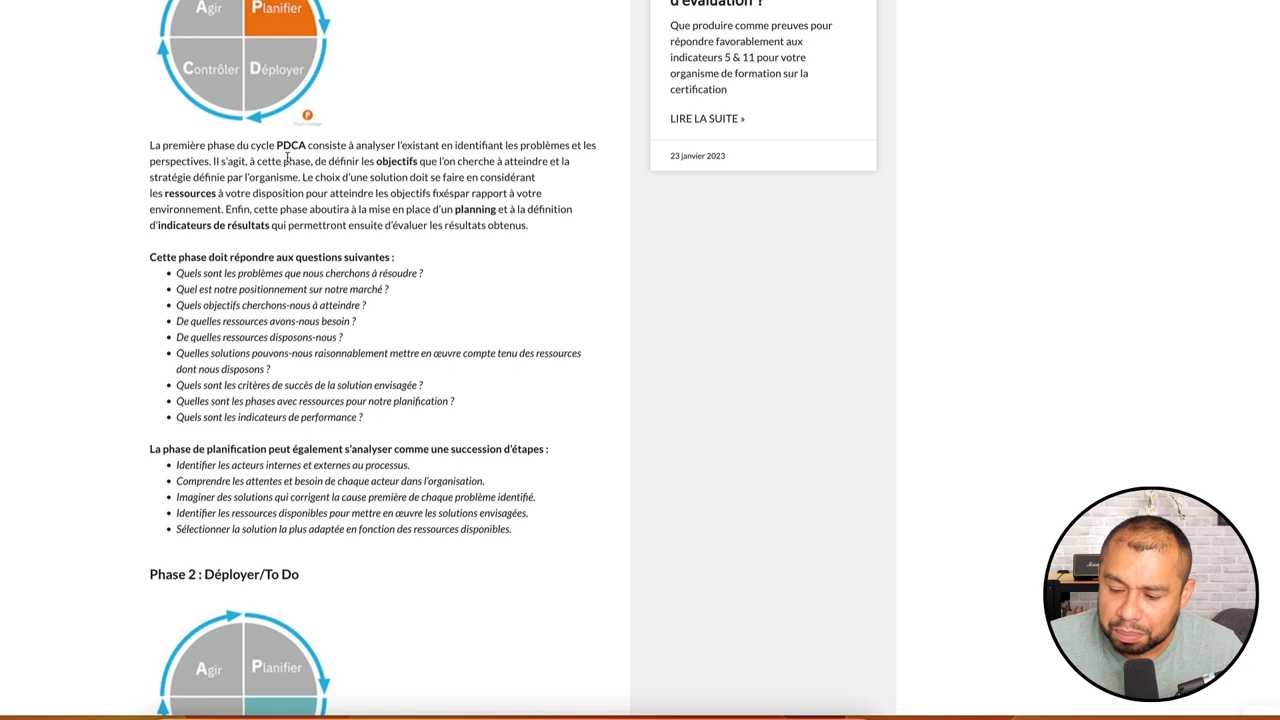 Agir
Planifier
Contrôler
Déployer
La première phase du cycle PDCA consiste à analyser l'existant en identifiant les problèmes et les
perspectives. Il s'agit, à cette phase, de définir les objectifs que l'on cherche à atteindre et la
stratégie définie par l'organisme. Le choix d'une solution doit se faire en considérant
les ressources à votre disposition pour atteindre les objectifs fixéspar rapport à votre
environnement. Enfin, cette phase aboutira à la mise en place d'un planning et à la définition
d'indicateurs de résultats qui permettront ensuite d'évaluer les résultats obtenus.
Cette phase doit répondre aux questions suivantes :
• Quels sont les problèmes que nous cherchons à résoudre ?
• Quel est notre positionnement sur notre marché ?
• Quels objectifs cherchons-nous à atteindre ?
• De quelles ressources avons-nous besoin ?
• De quelles ressources disposons-nous ?
• Quelles solutions pouvons-nous raisonnablement mettre en œuvre compte tenu des ressources
dont nous disposons ?
• Quels sont les critères de succès de la solution envisagée ?
• Quelles sont les phases avec ressources pour notre planification ?
• Quels sont les indicateurs de performance ?
La phase de planification peut également s'analyser comme une succession d'étapes :
• Identifier les acteurs internes et externes au processus.
• Comprendre les attentes et besoin de chaque acteur dans l'organisation.
• Imaginer des solutions qui corrigent la cause première de chaque problème identifié.
• Identifier les ressources disponibles pour mettre en œuvre les solutions envisagées.
• Sélectionner la solution la plus adaptée en fonction des ressources disponibles.
Phase 2 : Déployer/To Do
Agir
Planifier
d'évaluation ?
Que produire comme preuves pour
répondre favorablement aux
indicateurs 5 & 11 pour votre
organisme de formation sur la
certification
LIRE LA SUITE »
23 janvier 2023